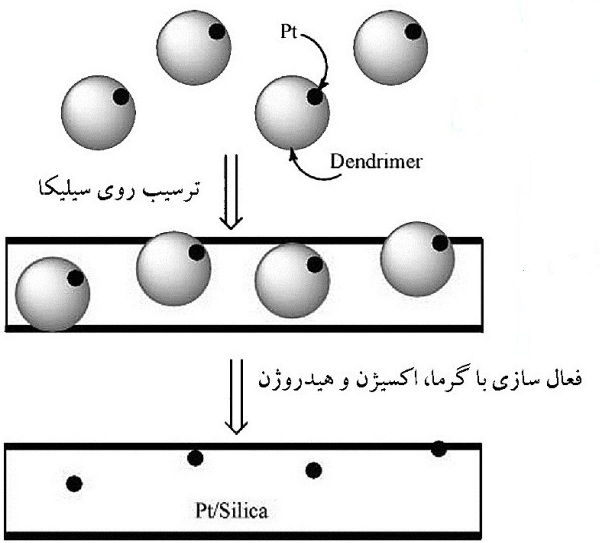 Pt
Dendrimer
ترسیب روی سیلیکا
فعال سازی با گرما، اکسیژن و هیدروژن
Pt/Silica